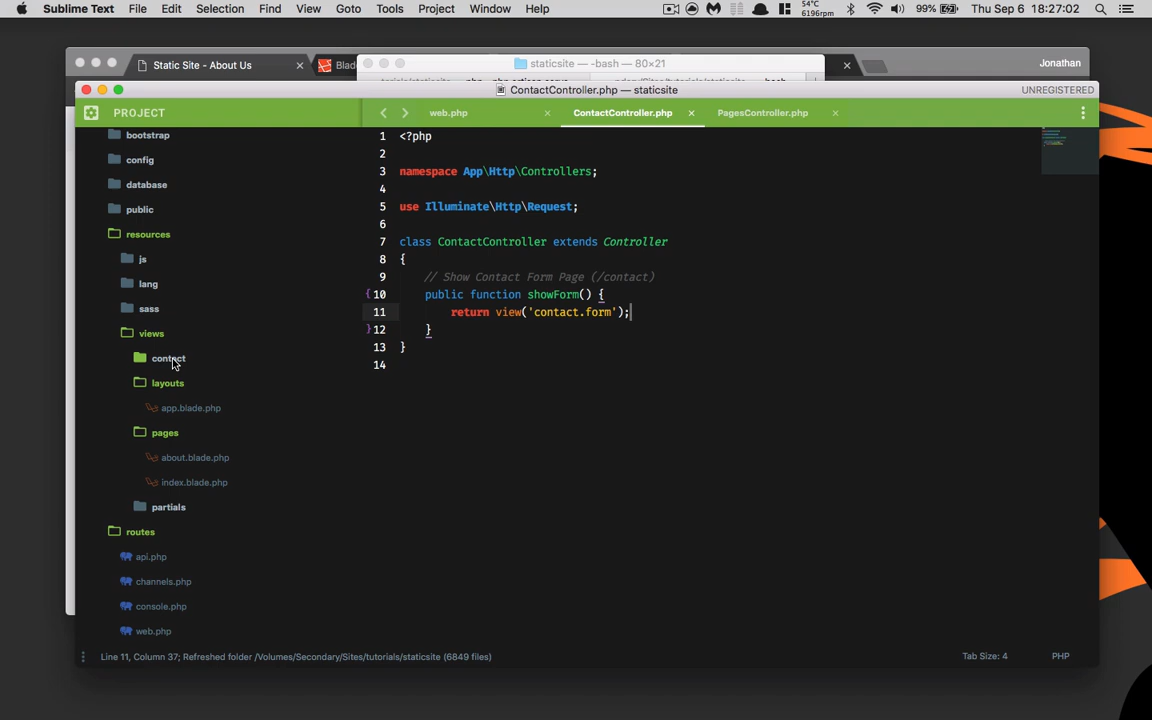 Sublime Text File Edit Selection Find View Goto Tools Project Window Help 54°C 6196rpm 99% Thu Sep 6 18:27:02
Static Site - About Us × Blad staticsite — -bash — 80×21 × Jonathan
ContactController.php — staticsite UNREGISTERED
PROJECT web.php × ContactController.php × PagesController.php ×
bootstrap
config
database
public
resources
js
lang
sass
views
contact
layouts
app.blade.php
pages
about.blade.php
index.blade.php
partials
routes
api.php
channels.php
console.php
web.php
1 <?php
2
3 namespace App\Http\Controllers;
4
5 use Illuminate\Http\Request;
6
7 class ContactController extends Controller
8 {
9 // Show Contact Form Page (/contact)
{ 10 public function showForm() {
11 return view('contact.form');
} 12 }
13 }
14
Line 11, Column 37; Refreshed folder /Volumes/Secondary/Sites/tutorials/staticsite (6849 files) Tab Size: 4 PHP